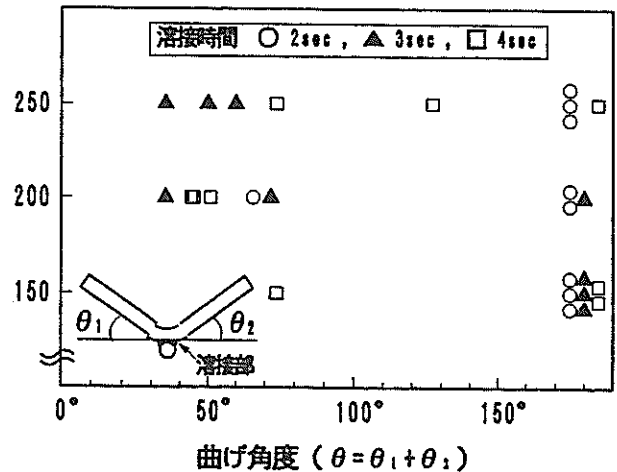 溶接時間 ○ 2sec , ▲ 3sec, □ 4sec
250
200
150
θ₁
θ₂
溶接部
0° 50° 100° 150°
曲げ角度 ( θ=θ₁+θ₂ )